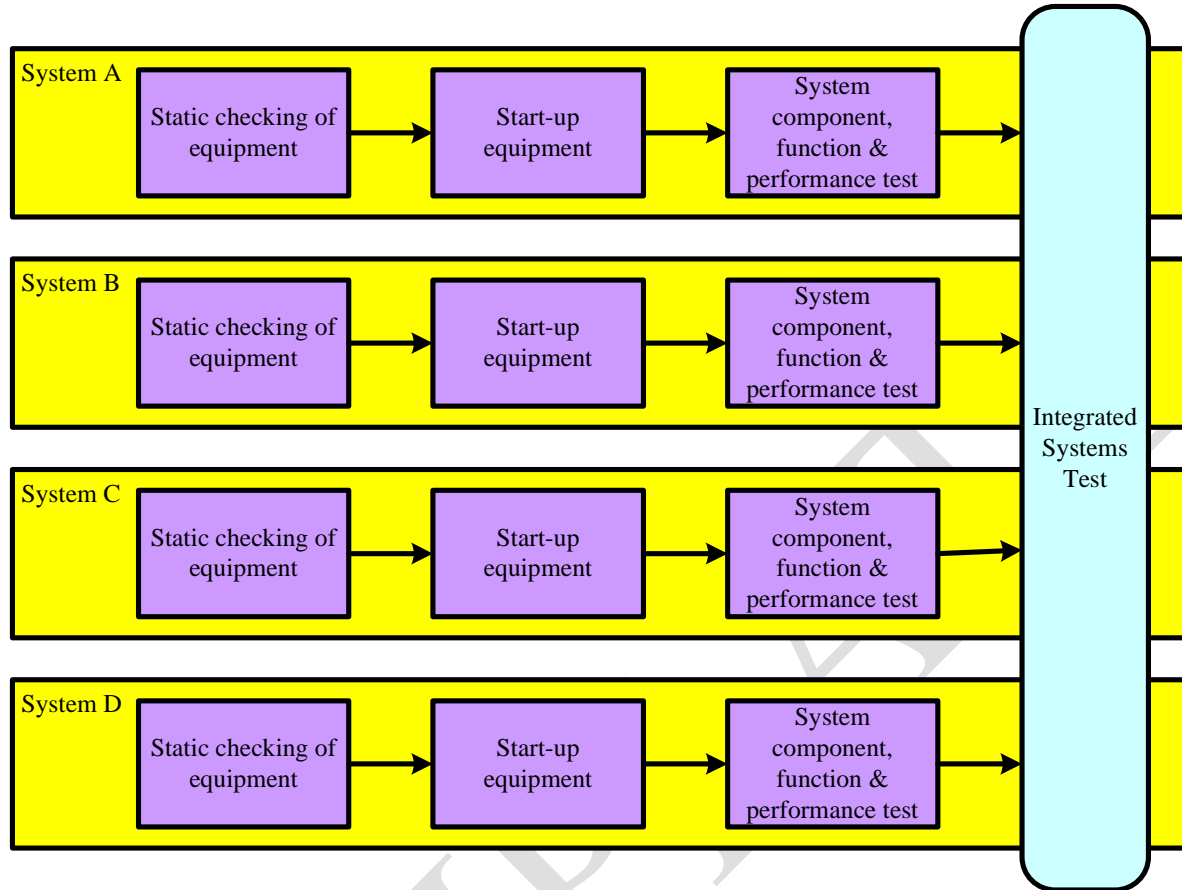 System A
Static checking of
equipment
Start-up
equipment
System
component,
function &
performance test
System B
Static checking of
equipment
Start-up
equipment
System
component,
function &
performance test
Integrated
Systems
Test
System C
Static checking of
equipment
Start-up
equipment
System
component,
function &
performance test
System D
Static checking of
equipment
Start-up
equipment
System
component,
function &
performance test